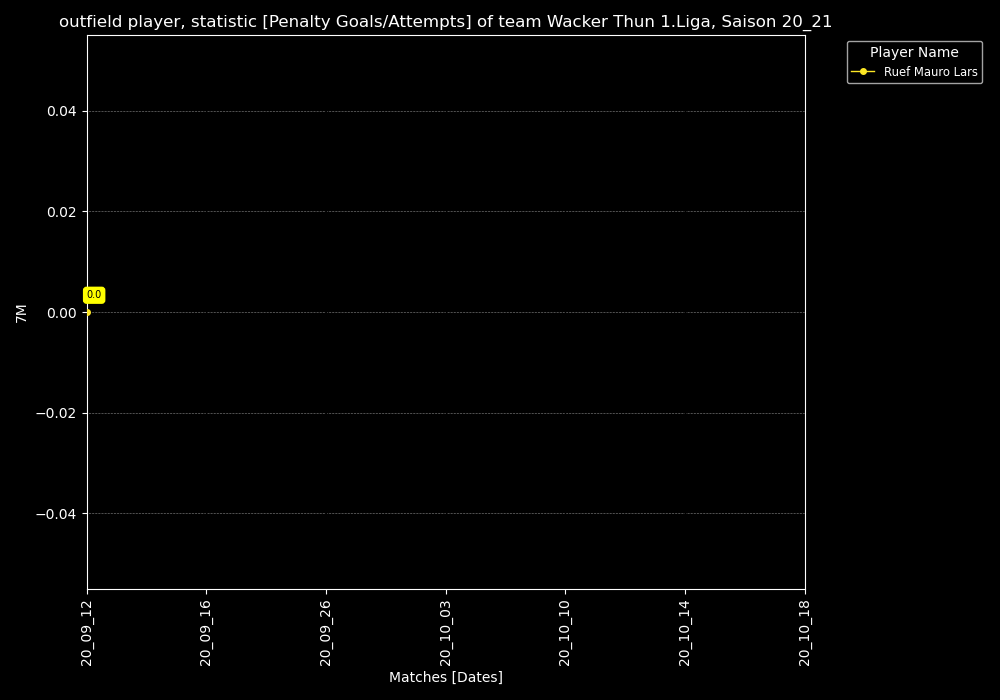 outfield player, statistic [Penalty Goals/Attempts] of team Wacker Thun 1.Liga, Saison 20_21
Player Name
Ruef Mauro Lars
0.04
0.02
0.0
0.00
−0.02
−0.04
7M
20_09_12
20_09_16
20_09_26
20_10_03
20_10_10
20_10_14
20_10_18
Matches [Dates]